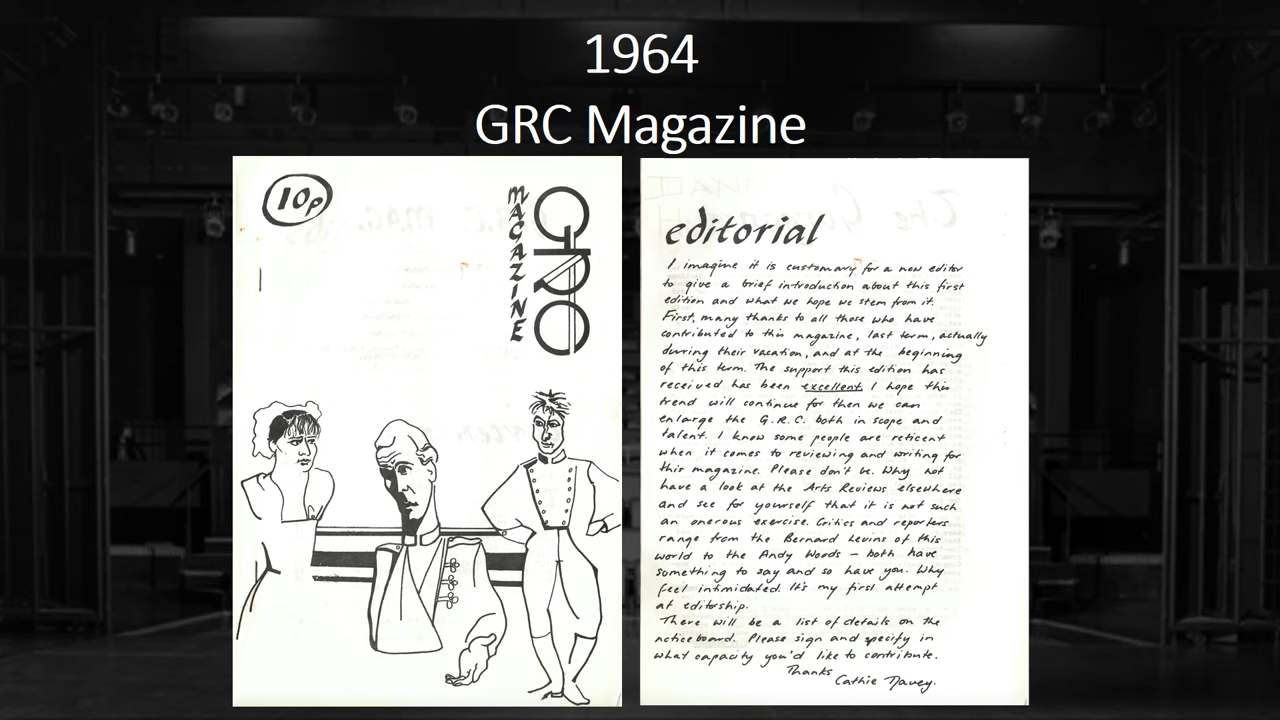 1964
GRC Magazine
10p
MAGAZINE
GRC
editorial
I imagine it is customary for a new editor
to give a brief introduction about this first
edition and what we hope we stem from it.
First, many thanks to all those who have
contributed to this magazine, last term, actually
durring their vacation, and at the beginning
of this term. The support this edition has
received has been excellent. I hope this
trend will continue for then we can
enlarge the G.R.C. both in scope and
talent. I know some people are reticent
when it comes to reviewing and writing for
this magazine. Please don't be. Why not
have a look at the Arts Reviews elsewhere
and see for yourself that it is not such
an onerous exercise. Critics and reporters
range from the Bernard Levins of this
world to the Andy Woods – both have
something to say and so have you. Why
feel intimidated. It's my first attempt
at editorship.
There will be a list of details on the
noticeboard. Please sign and specify in
what capacity you'd like to contribute.
Thanks
Cathie Davey.